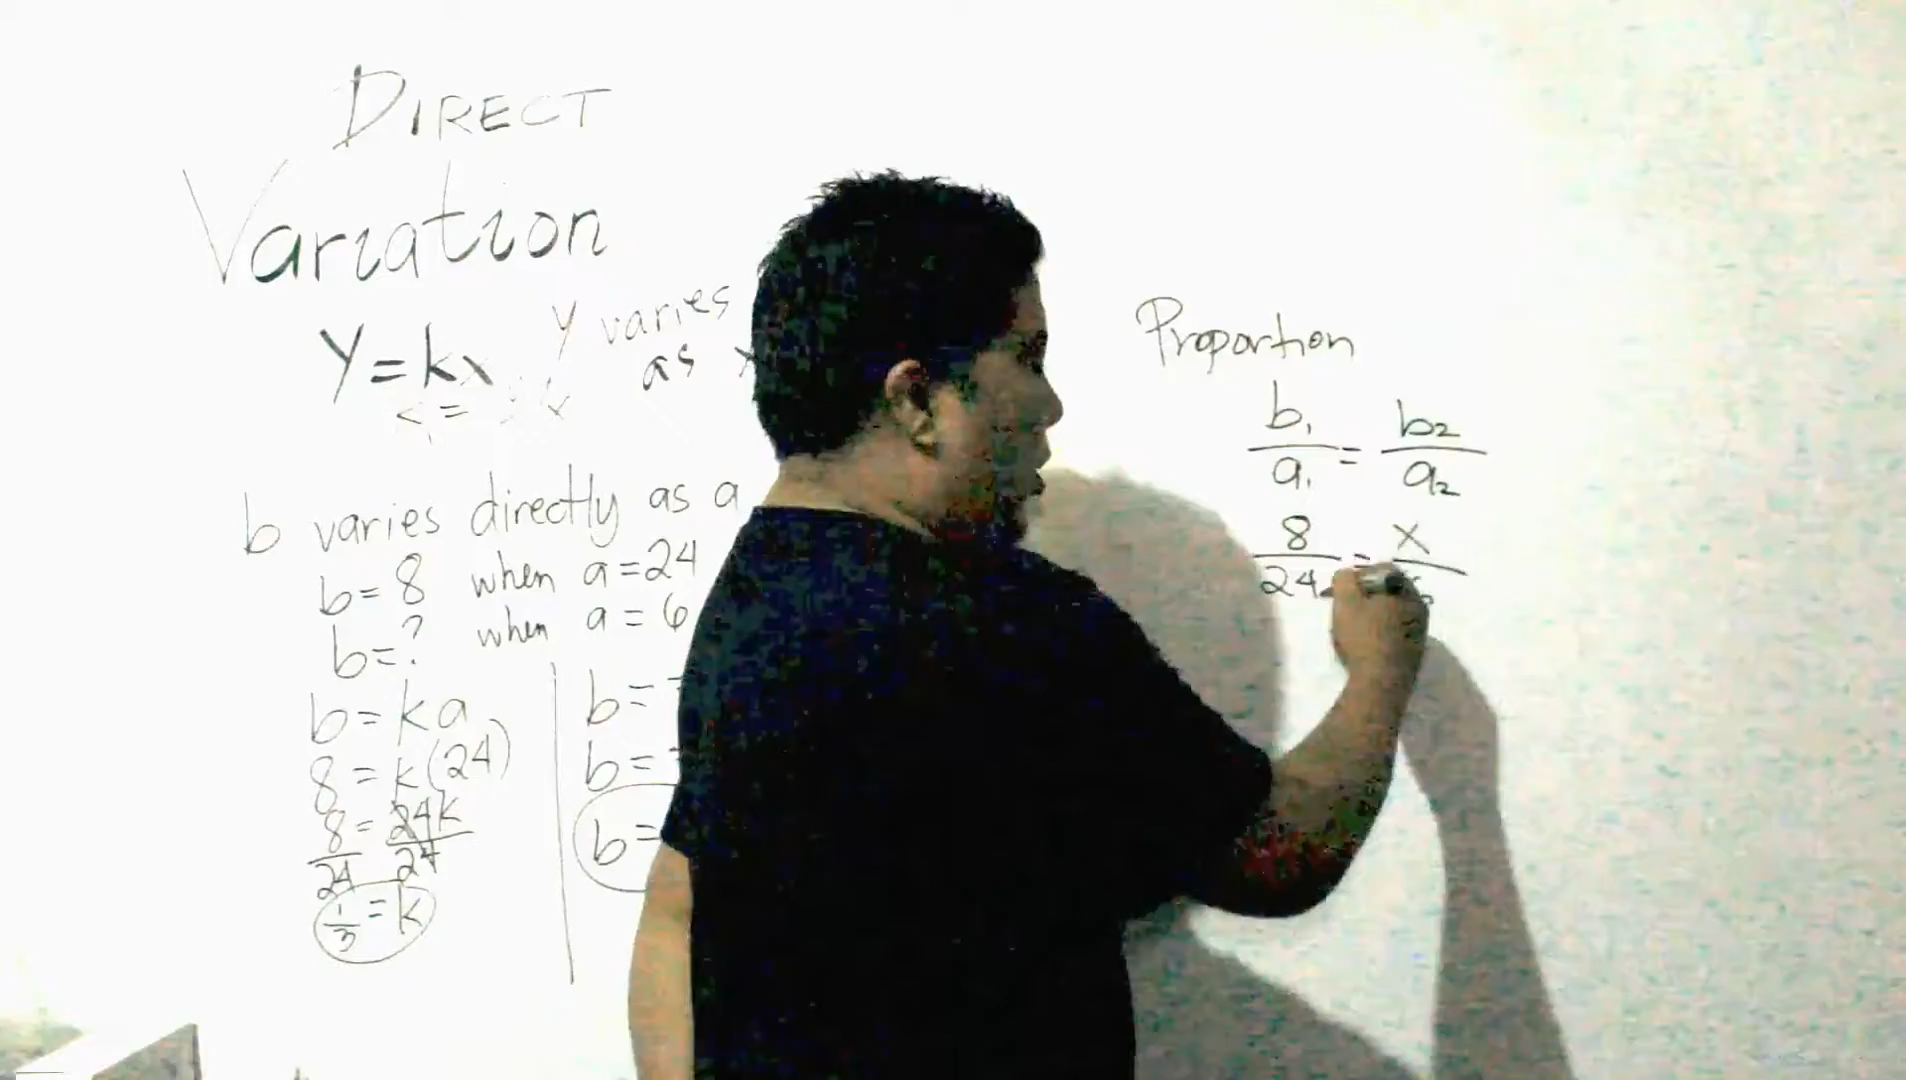 DIRECT
Variation
Y = kx
Y varies
as x
b varies directly as a
b = 8 when a = 24
b = ? when a = 6
b = ka
8 = k(24)
8/24 = 24k/24
1/3 = k
b =
b =
b =
Proportion
b₁/a₁ = b₂/a₂
8/24 = x/